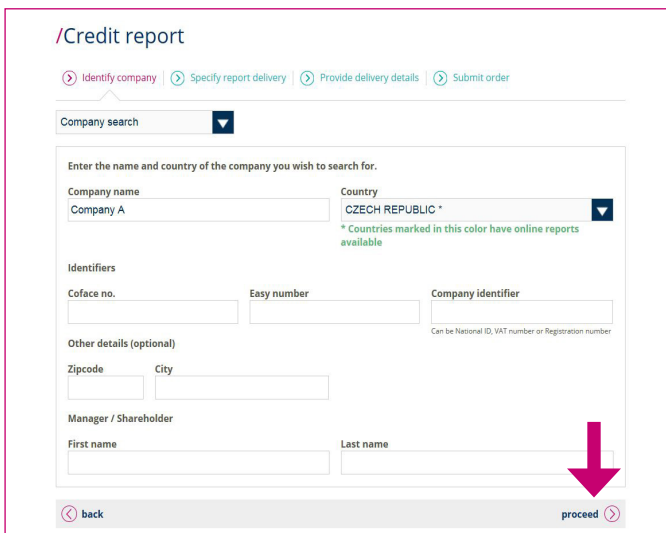 /Credit report
Identify company
Specify report delivery
Provide delivery details
Submit order
Company search
Enter the name and country of the company you wish to search for.
Company name
Country
Company A
CZECH REPUBLIC *
* Countries marked in this color have online reports
available
Identifiers
Coface no.
Easy number
Company identifier
Can be National ID, VAT number or Registration number
Other details (optional)
Zipcode
City
Manager / Shareholder
First name
Last name
back
proceed